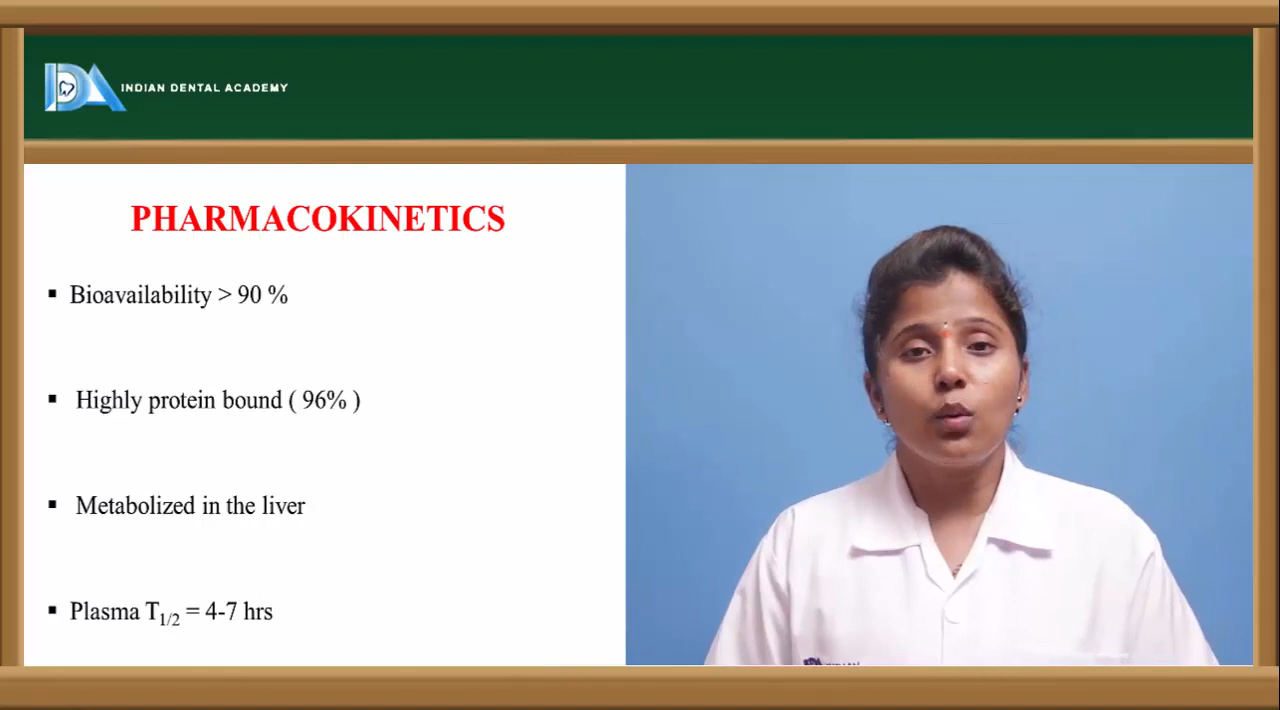 INDIAN DENTAL ACADEMY
PHARMACOKINETICS
▪ Bioavailability > 90 %
▪ Highly protein bound ( 96% )
▪ Metabolized in the liver
▪ Plasma T1/2 = 4-7 hrs